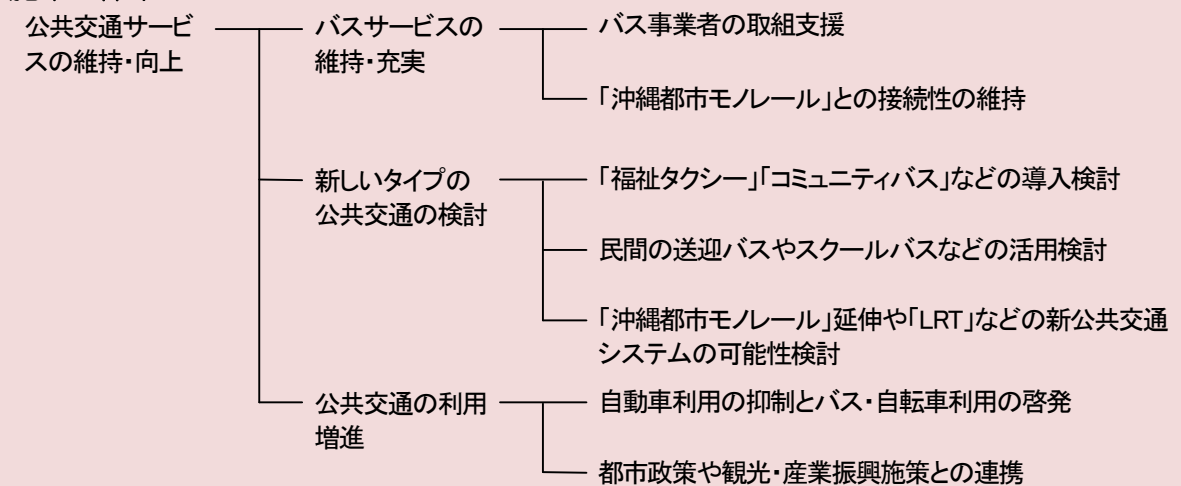 公共交通サービ
スの維持・向上
バスサービスの
維持・充実
バス事業者の取組支援
「沖縄都市モノレール」との接続性の維持
新しいタイプの
公共交通の検討
「福祉タクシー」「コミュニティバス」などの導入検討
民間の送迎バスやスクールバスなどの活用検討
「沖縄都市モノレール」延伸や「LRT」などの新公共交通
システムの可能性検討
公共交通の利用
増進
自動車利用の抑制とバス・自転車利用の啓発
都市政策や観光・産業振興施策との連携